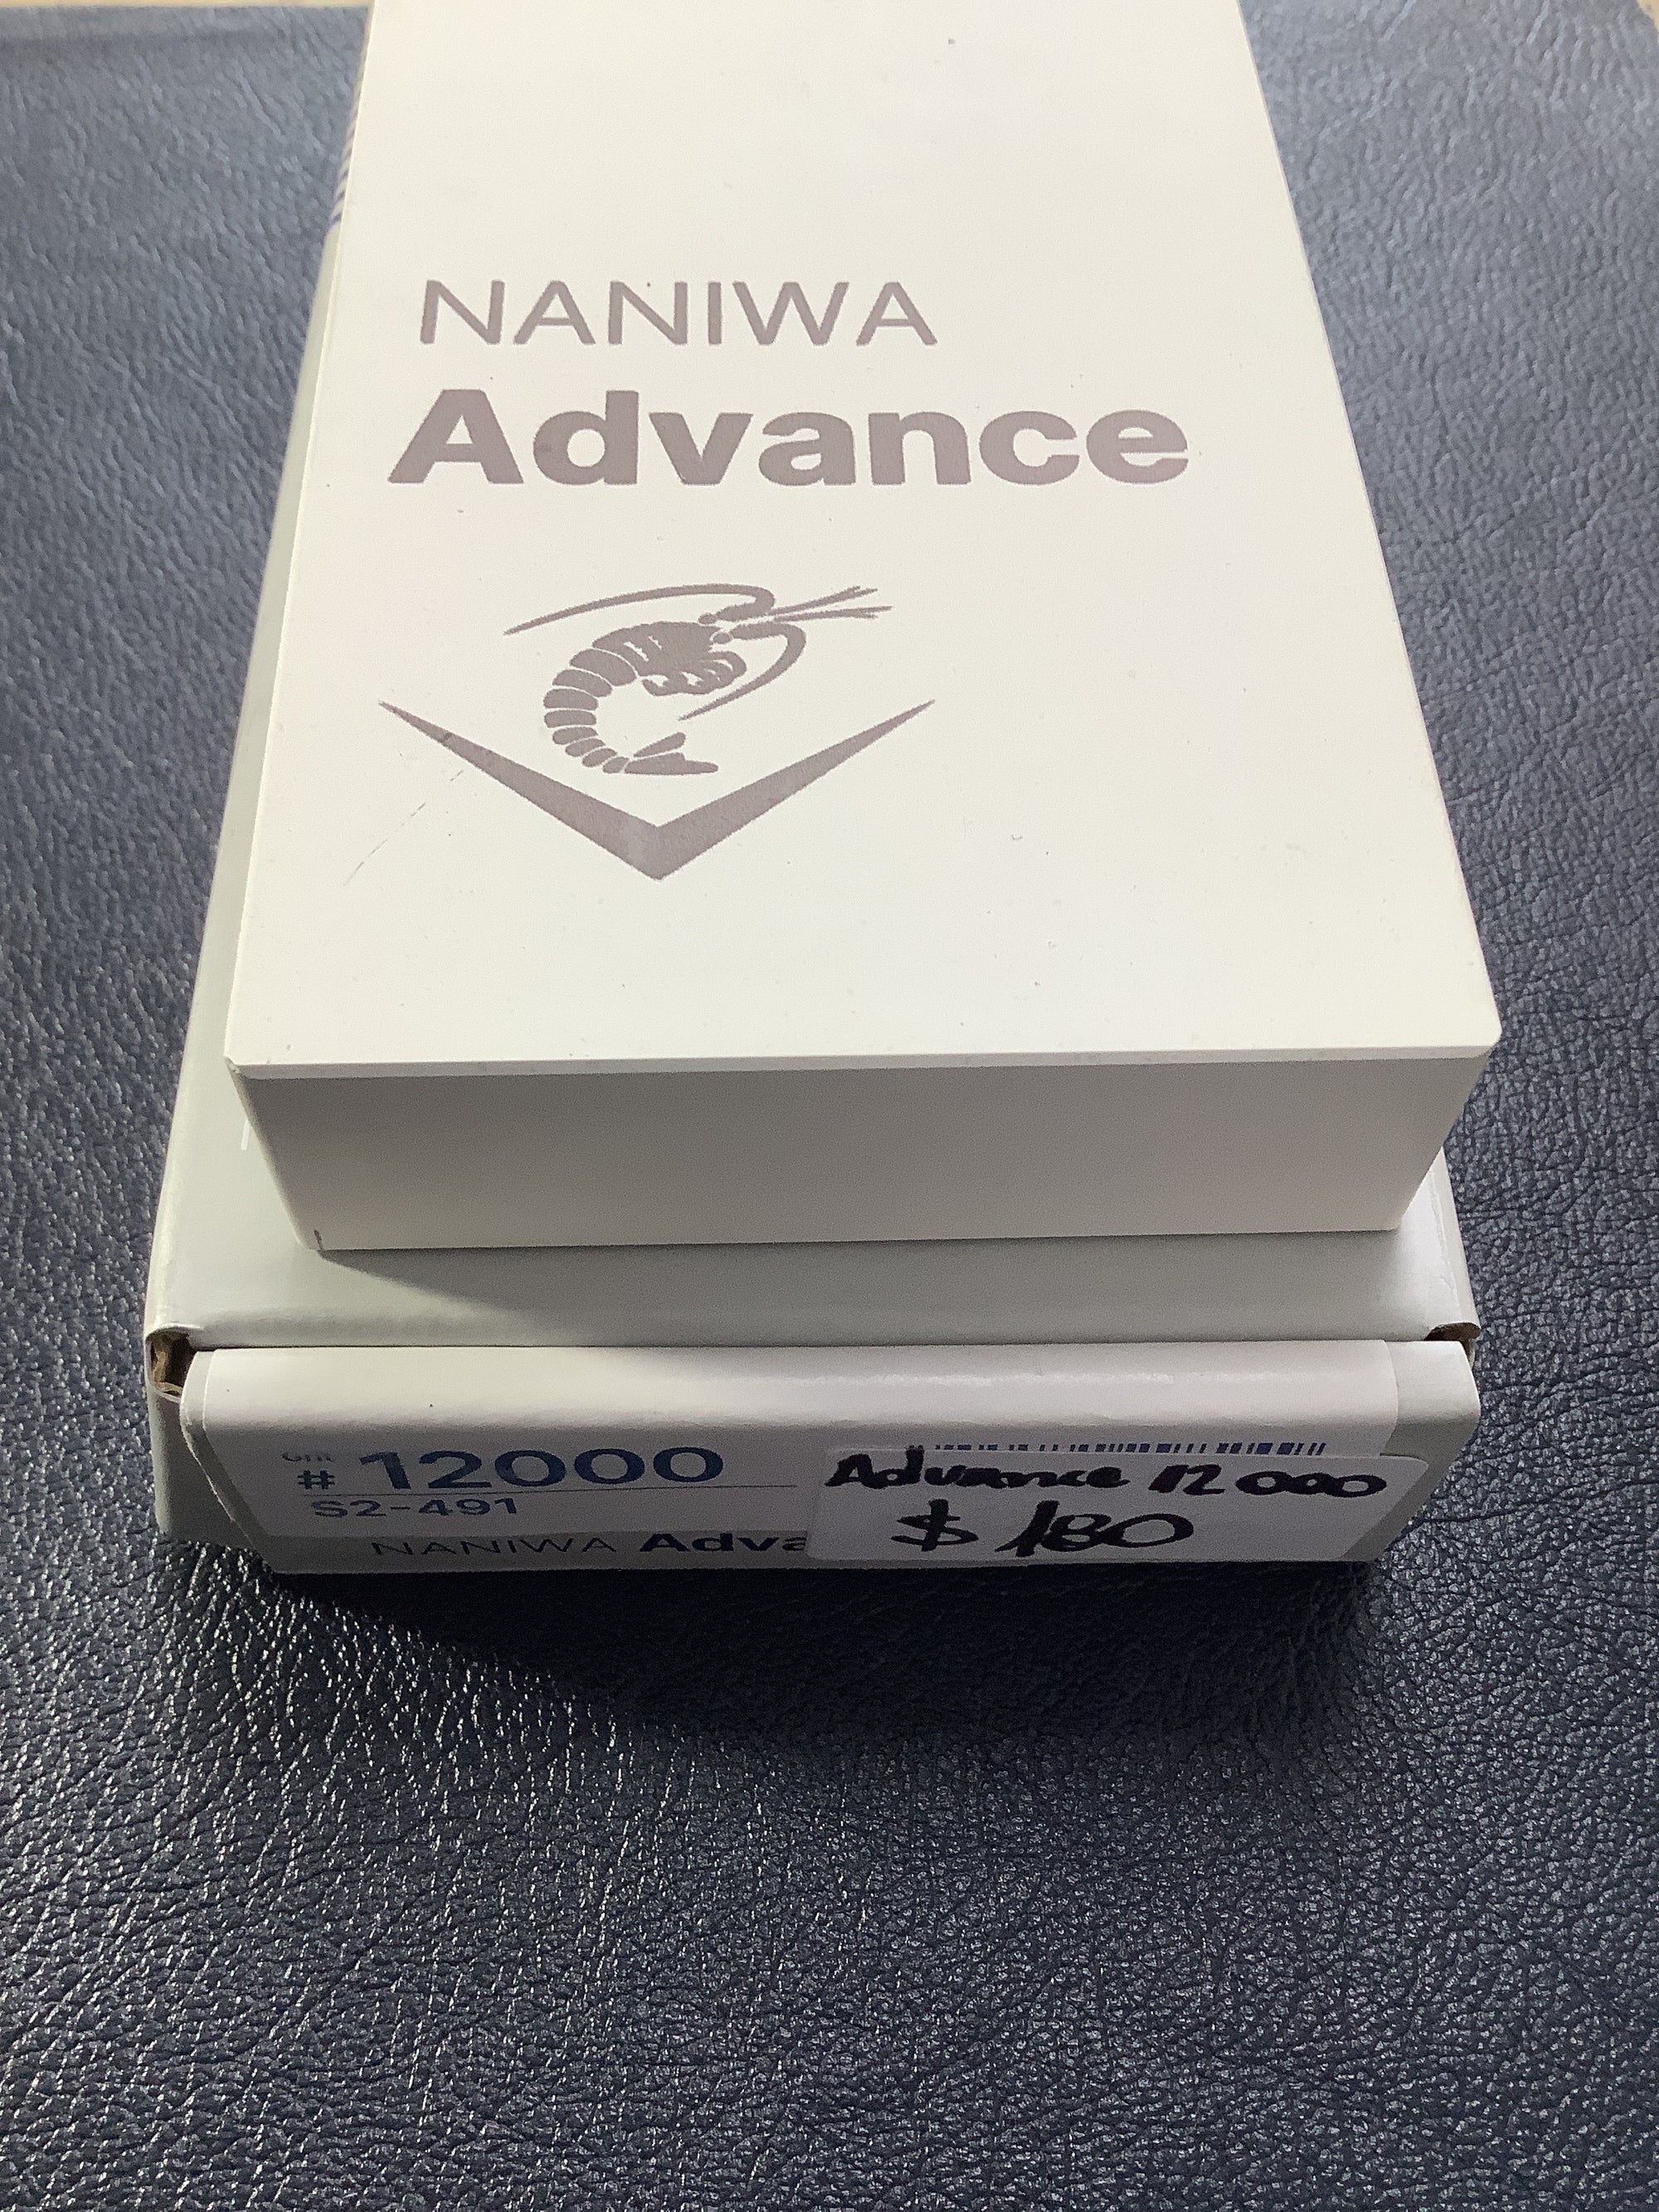 NANIWA
Advance
# 12000
S2-491
NANIWA Adva
Advance 12000
$180